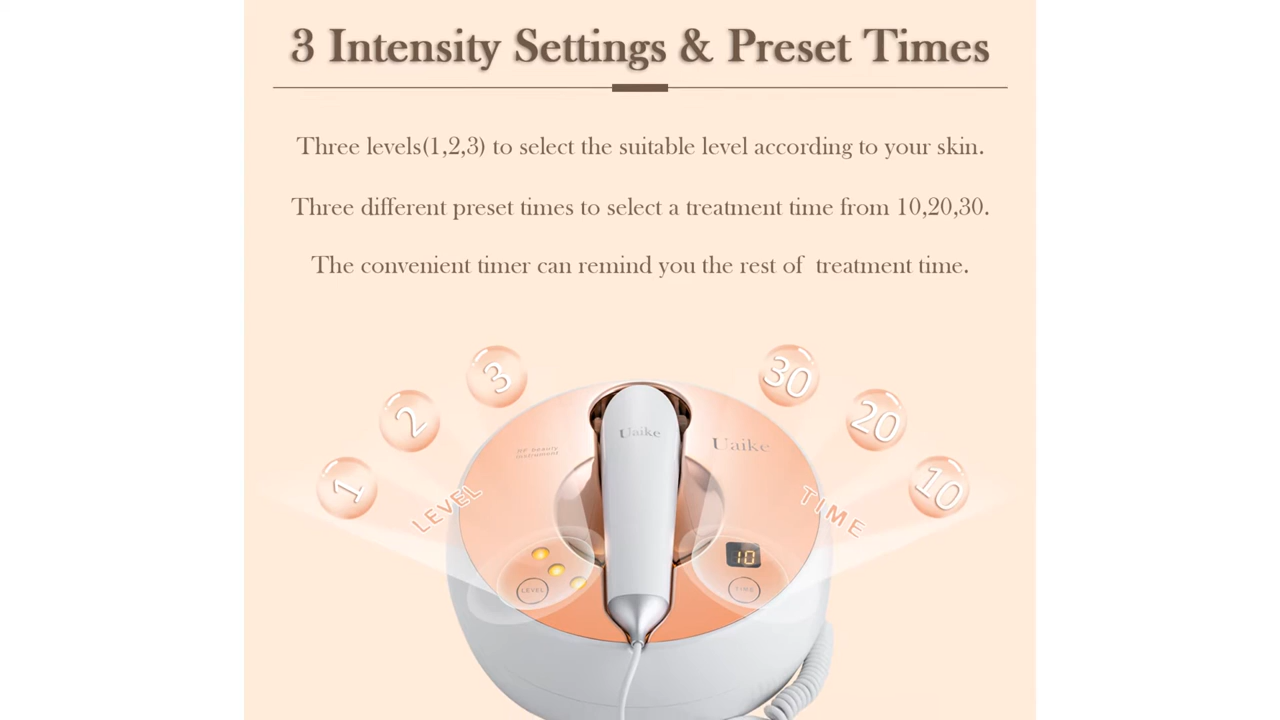 3 Intensity Settings & Preset Times
Three levels(1,2,3) to select the suitable level according to your skin.
Three different preset times to select a treatment time from 10,20,30.
The convenient timer can remind you the rest of treatment time.
3
30
2
20
1
10
LEVEL
TIME
Uaike
Uaike
beauty
instrument
10
LEVEL
TIME